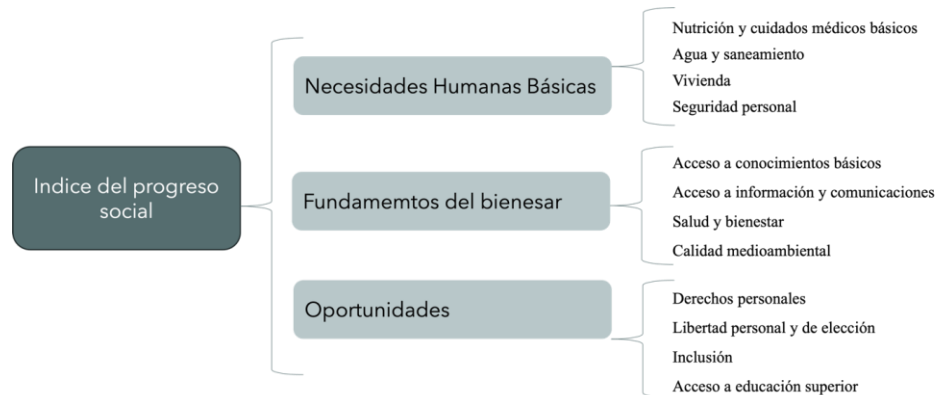 Indice del progreso
social
Necesidades Humanas Básicas
Nutrición y cuidados médicos básicos
Agua y saneamiento
Vivienda
Seguridad personal
Fundamemtos del bienesar
Acceso a conocimientos básicos
Acceso a información y comunicaciones
Salud y bienestar
Calidad medioambiental
Oportunidades
Derechos personales
Libertad personal y de elección
Inclusión
Acceso a educación superior